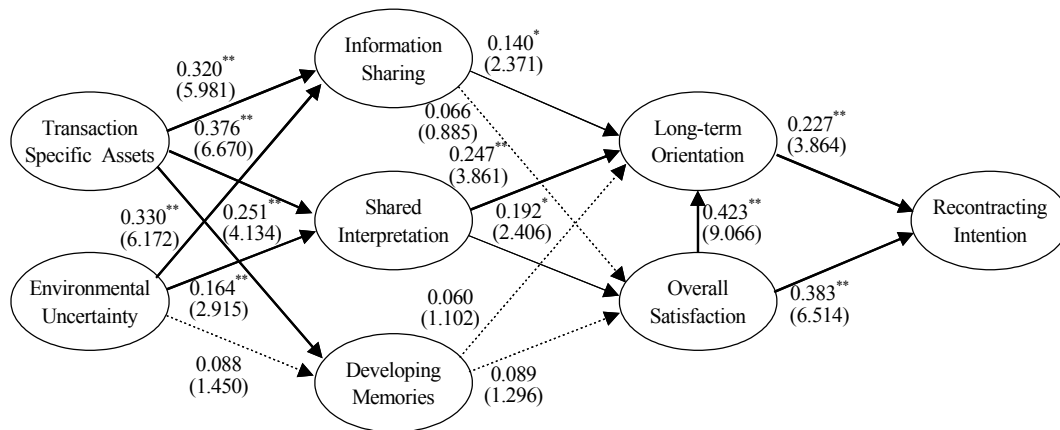 Information
Sharing
0.320**
(5.981)
0.140*
(2.371)
Transaction
Specific Assets
0.376**
(6.670)
0.066
(0.885)
0.247**
(3.861)
Long-term
Orientation
0.227**
(3.864)
0.330**
(6.172)
0.251**
(4.134)
Shared
Interpretation
0.192*
(2.406)
0.423**
(9.066)
Recontracting
Intention
Environmental
Uncertainty
0.164**
(2.915)
0.060
(1.102)
Overall
Satisfaction
0.383**
(6.514)
0.088
(1.450)
Developing
Memories
0.089
(1.296)